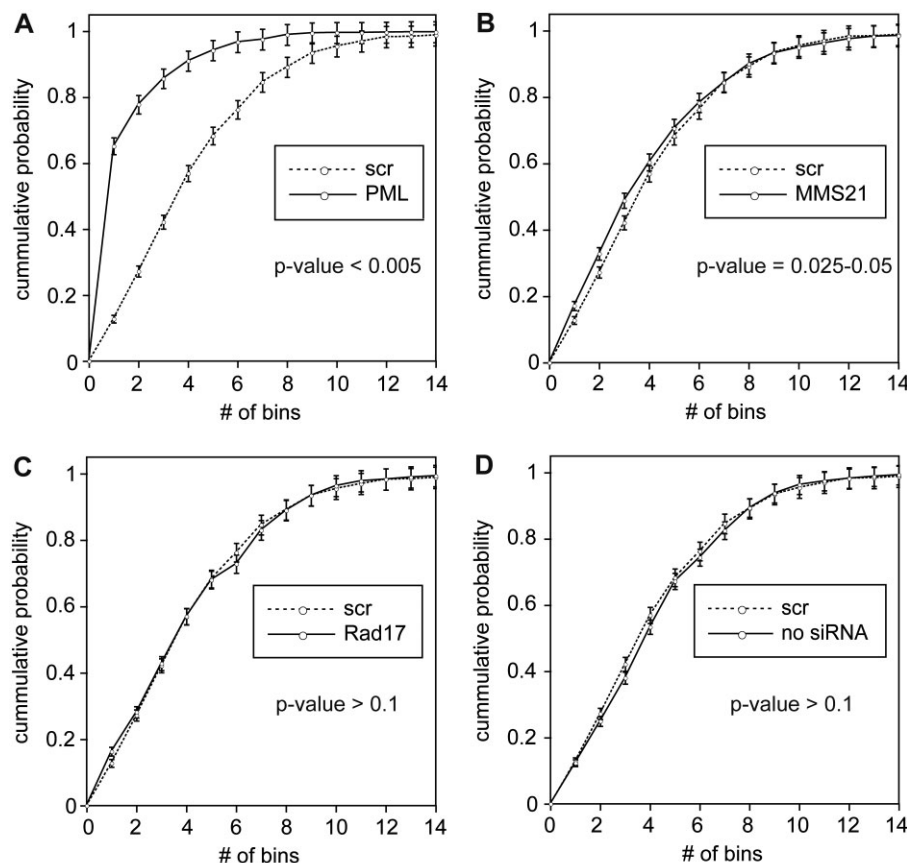 A
cummulative probability
1
0.8
0.6
0.4
0.2
0
scr
PML
p-value < 0.005
0 2 4 6 8 10 12 14
# of bins
B
cummulative probability
1
0.8
0.6
0.4
0.2
0
scr
MMS21
p-value = 0.025-0.05
0 2 4 6 8 10 12 14
# of bins
C
cummulative probability
1
0.8
0.6
0.4
0.2
0
scr
Rad17
p-value > 0.1
0 2 4 6 8 10 12 14
# of bins
D
cummulative probability
1
0.8
0.6
0.4
0.2
0
scr
no siRNA
p-value > 0.1
0 2 4 6 8 10 12 14
# of bins